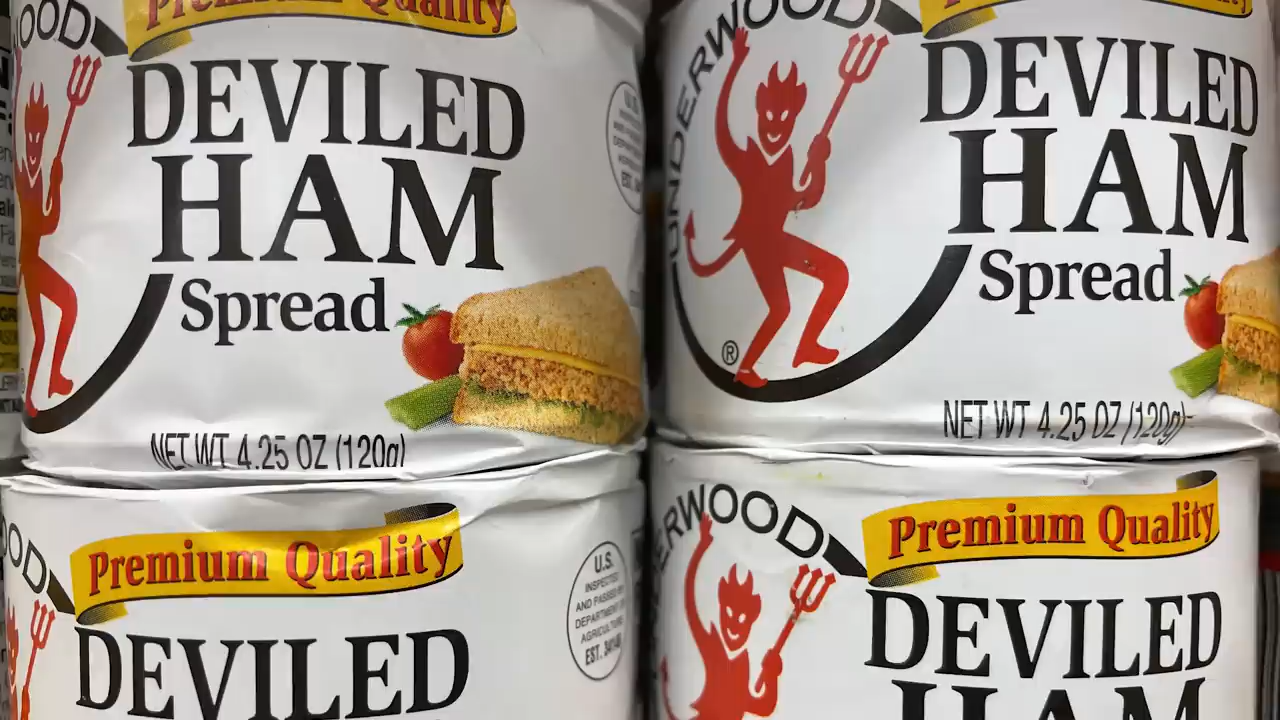 Premium Quality
DEVILED
HAM
Spread
NET WT 4.25 OZ (120g)
UNDERWOOD
DEVILED
HAM
Spread
®
NET WT 4.25 OZ (120g)
Premium Quality
DEVILED
U.S.
INSPECTED
AND PASSED BY
DEPARTMENT OF
AGRICULTURE
Premium Quality
DEVILED
HAM